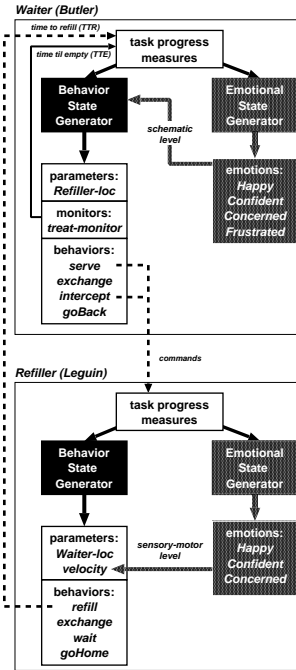 Waiter (Butler)
time to refill (TTR)
time til empty (TTE)
task progress
measures
Behavior
State
Generator
Emotional
State
Generator
schematic
level
parameters:
Refiller-loc
monitors:
treat-monitor
behaviors:
serve
exchange
intercept
goBack
emotions:
Happy
Confident
Concerned
Frustrated
commands
Refiller (Leguin)
task progress
measures
Behavior
State
Generator
Emotional
State
Generator
parameters:
Waiter-loc
velocity
sensory-motor
level
behaviors:
refill
exchange
wait
goHome
emotions:
Happy
Confident
Concerned